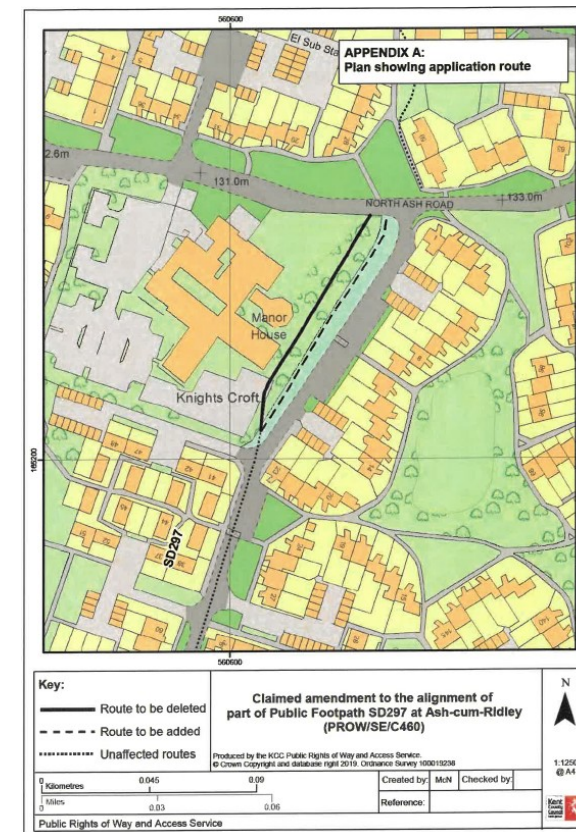 560600
APPENDIX A:
Plan showing application route
El Sub Sta
2.6m
131.0m
NORTH ASH ROAD
133.0m
Manor
House
Knights Croft
165200
SD297
560600
Key:
Route to be deleted
Route to be added
Unaffected routes
Claimed amendment to the alignment of
part of Public Footpath SD297 at Ash-cum-Ridley
(PROW/SE/C460)
Produced by the KCC Public Rights of Way and Access Service.
© Crown Copyright and database right 2019. Ordnance Survey 100019238
N
1:1250
@ A4
0 0.045 0.09
Kilometres
Miles
0 0.03 0.06
Created by: McN Checked by:
Reference:
Kent
County
Council
Public Rights of Way and Access Service